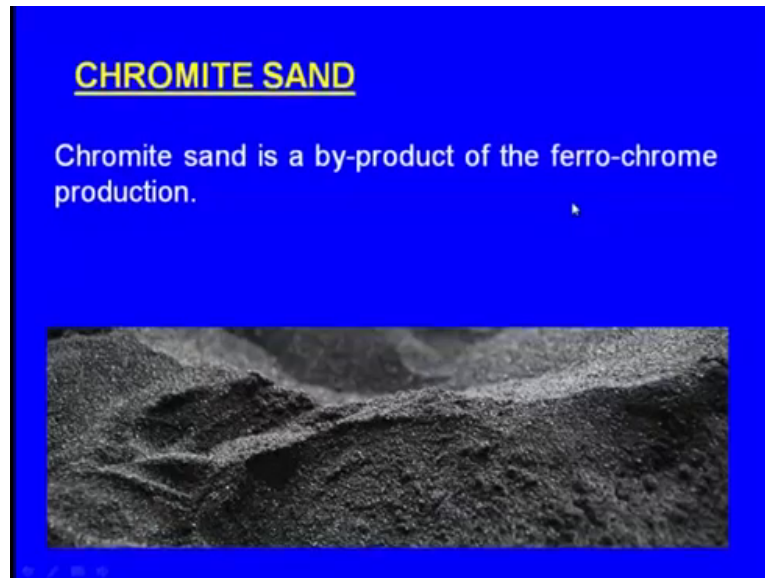 CHROMITE SAND
Chromite sand is a by-product of the ferro-chrome
production.